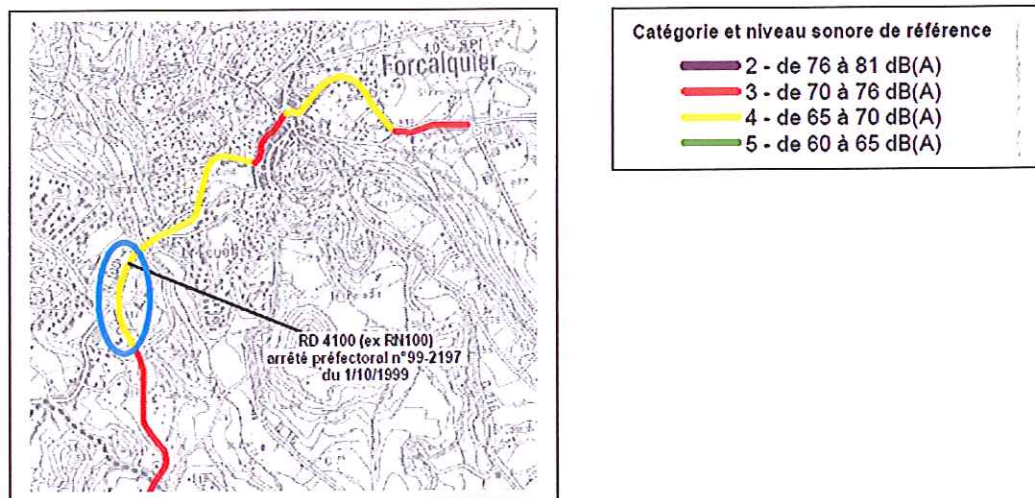 Forcalquier
RD 4100 (ex RN100)
arrêté préfectoral n°99-2197
du 1/10/1999
Catégorie et niveau sonore de référence
2 - de 76 à 81 dB(A)
3 - de 70 à 76 dB(A)
4 - de 65 à 70 dB(A)
5 - de 60 à 65 dB(A)